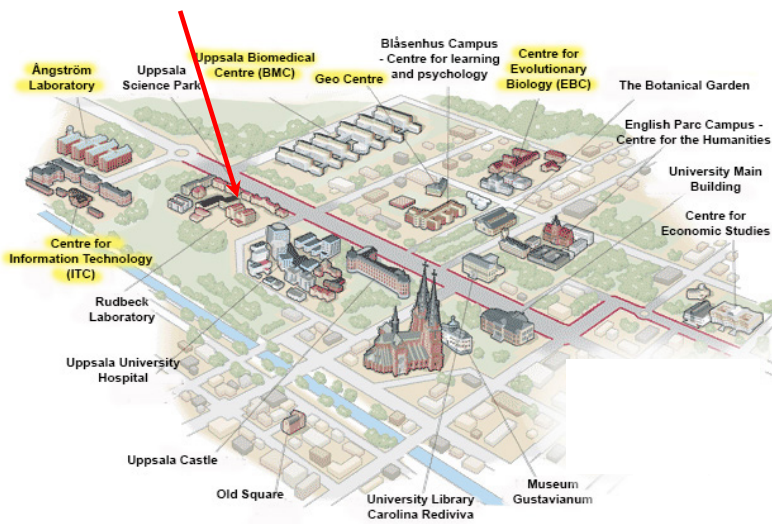 Blåsenhus Campus
- Centre for learning
and psychology
Uppsala Biomedical
Centre (BMC)
Centre for
Evolutionary
Biology (EBC)
Ångström
Laboratory
Uppsala
Science Park
Geo Centre
The Botanical Garden
English Parc Campus -
Centre for the Humanities
University Main
Building
Centre for
Economic Studies
Centre for
Information Technology
(ITC)
Rudbeck
Laboratory
Uppsala University
Hospital
Uppsala Castle
Old Square
University Library
Carolina Rediviva
Museum
Gustavianum